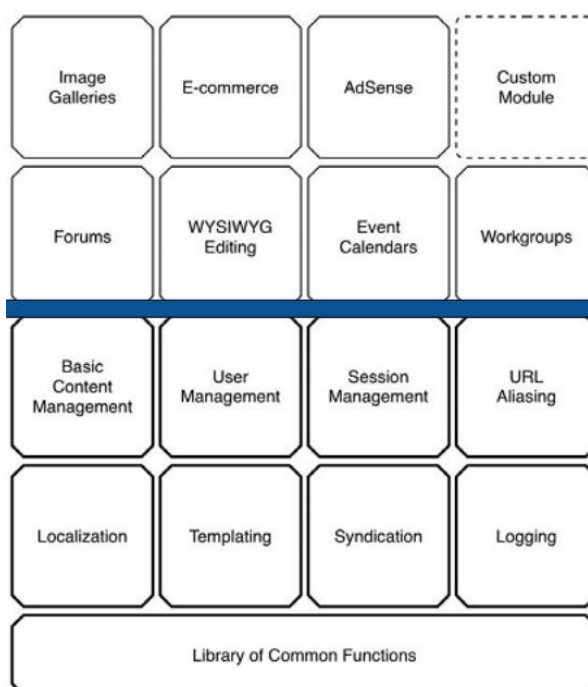 Image
Galleries
E-commerce
AdSense
Custom
Module
Forums
WYSIWYG
Editing
Event
Calendars
Workgroups
Basic
Content
Management
User
Management
Session
Management
URL
Aliasing
Localization
Templating
Syndication
Logging
Library of Common Functions